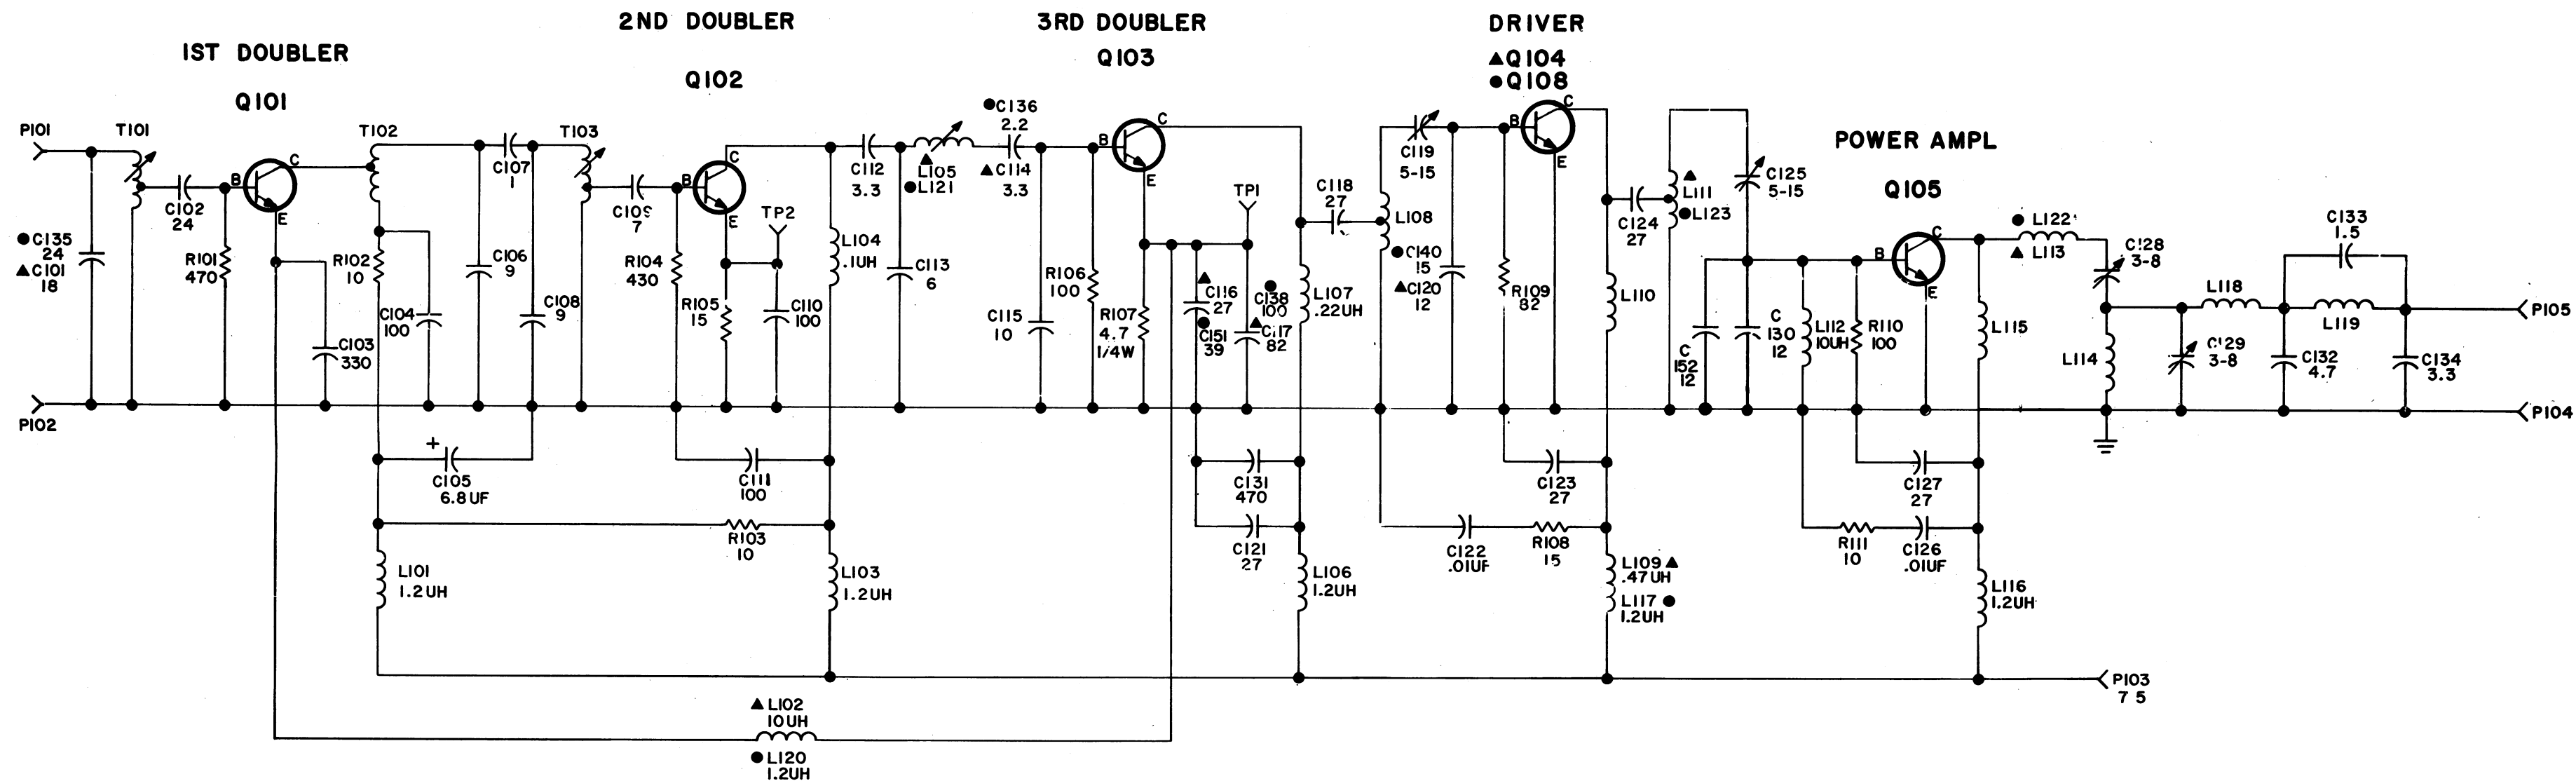 1ST DOUBLER
Q101
2ND DOUBLER
Q102
3RD DOUBLER
Q103
DRIVER
▲Q104
●Q108
POWER AMPL
Q105
P101
T101
●C135
24
▲C101
18
C102
24
R101
470
B
C
E
C103
330
T102
R102
10
C104
100
C107
1
C106
9
C108
9
T103
C109
7
B
C
E
R104
430
R105
15
TP2
C110
100
L104
.1UH
C112
3.3
C113
6
▲
L105
●L121
●C136
2.2
▲C114
3.3
C115
10
R106
100
B
C
E
R107
4.7
1/4W
TP1
▲
C116
27
●
C151
39
●
C138
100
▲
C117
82
L107
.22UH
C118
27
L108
C119
5-15
●C140
15
▲C120
12
B
C
E
R109
82
L110
C124
27
▲
L111
●L123
C125
5-15
C
152
12
C
130
12
L112
10UH
R110
100
B
C
E
L115
● L122
▲ L113
C128
3-8
L114
C129
3-8
L118
C133
1.5
L119
C132
4.7
C134
3.3
P105
P104
P102
+
C105
6.8UF
C111
100
R103
10
L101
1.2UH
L103
1.2UH
C131
470
C121
27
L106
1.2UH
C123
27
C122
.01UF
R108
15
L109▲
.47UH
L117●
1.2UH
C127
27
R111
10
C126
.01UF
L116
1.2UH
P103
7 5
▲L102
10UH
●L120
1.2UH